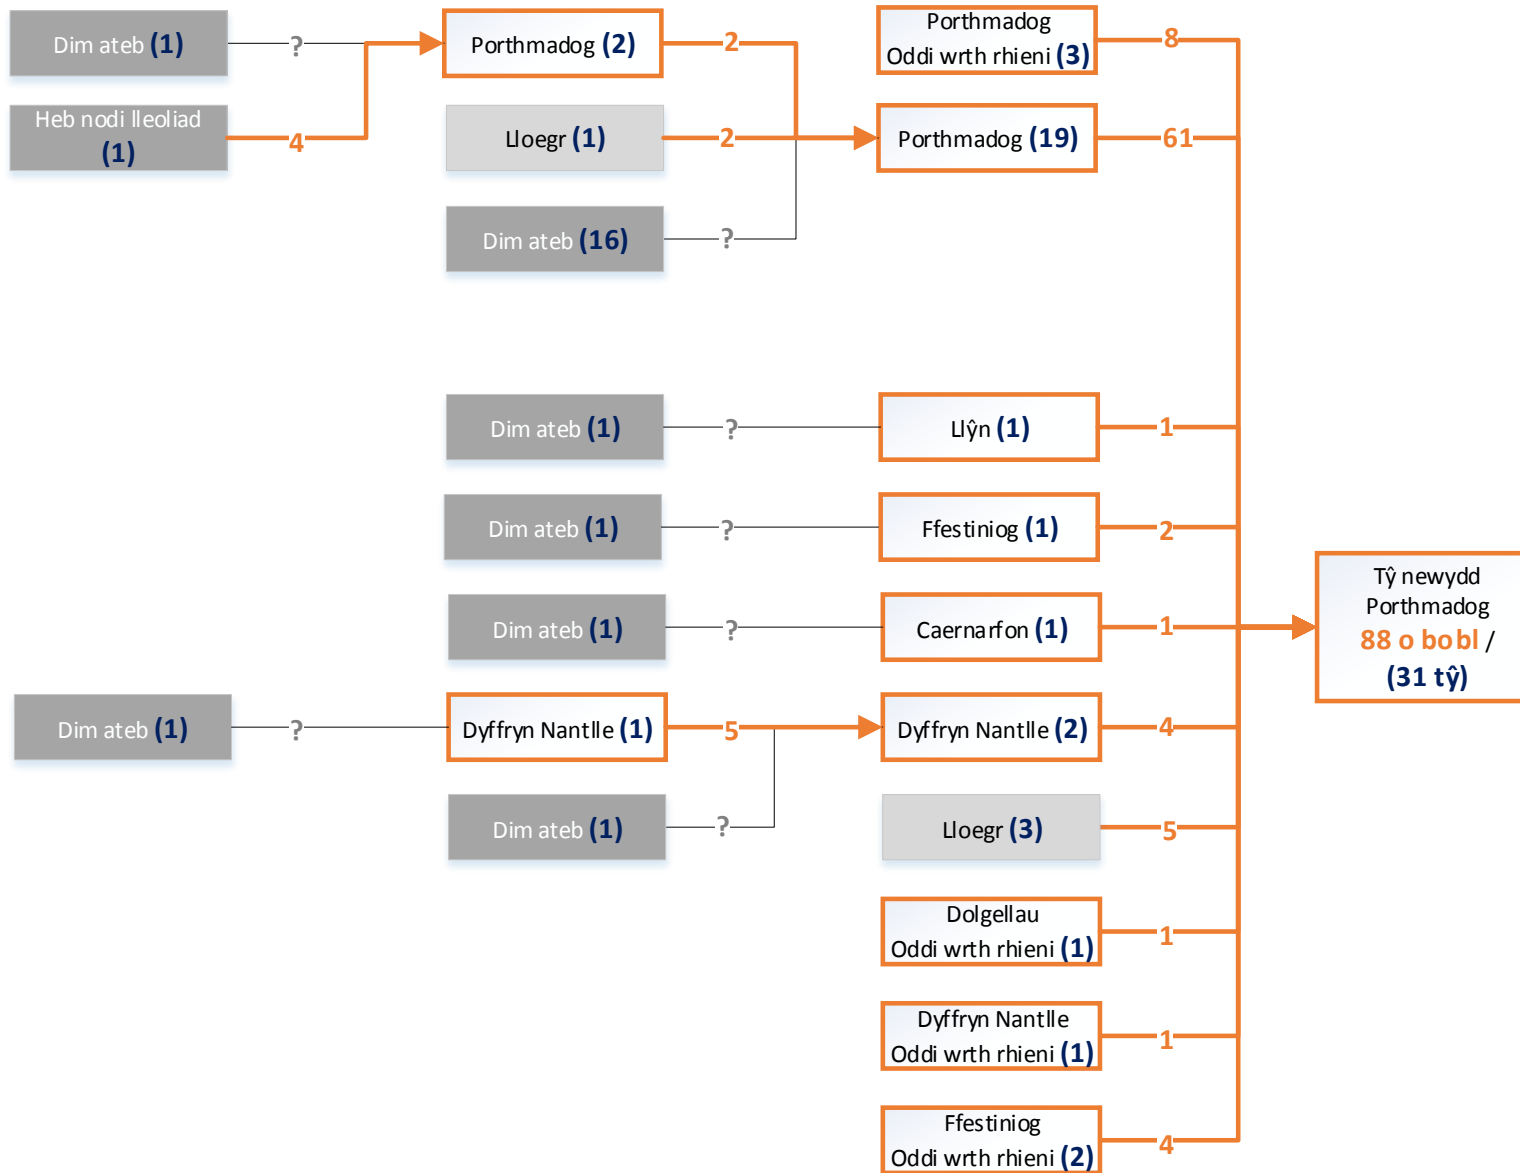 Dim ateb (1)
?
Porthmadog (2)
2
Porthmadog
Oddi wrth rhieni (3)
8
Heb nodi lleoliad
(1)
4
Lloegr (1)
2
Porthmadog (19)
61
Dim ateb (16)
?
Dim ateb (1)
?
Llŷn (1)
1
Dim ateb (1)
?
Ffestiniog (1)
2
Dim ateb (1)
?
Caernarfon (1)
1
Tŷ newydd
Porthmadog
88 o bobl /
(31 tŷ)
Dim ateb (1)
?
Dyffryn Nantlle (1)
5
Dyffryn Nantlle (2)
4
Dim ateb (1)
?
Lloegr (3)
5
Dolgellau
Oddi wrth rhieni (1)
1
Dyffryn Nantlle
Oddi wrth rhieni (1)
1
Ffestiniog
Oddi wrth rhieni (2)
4